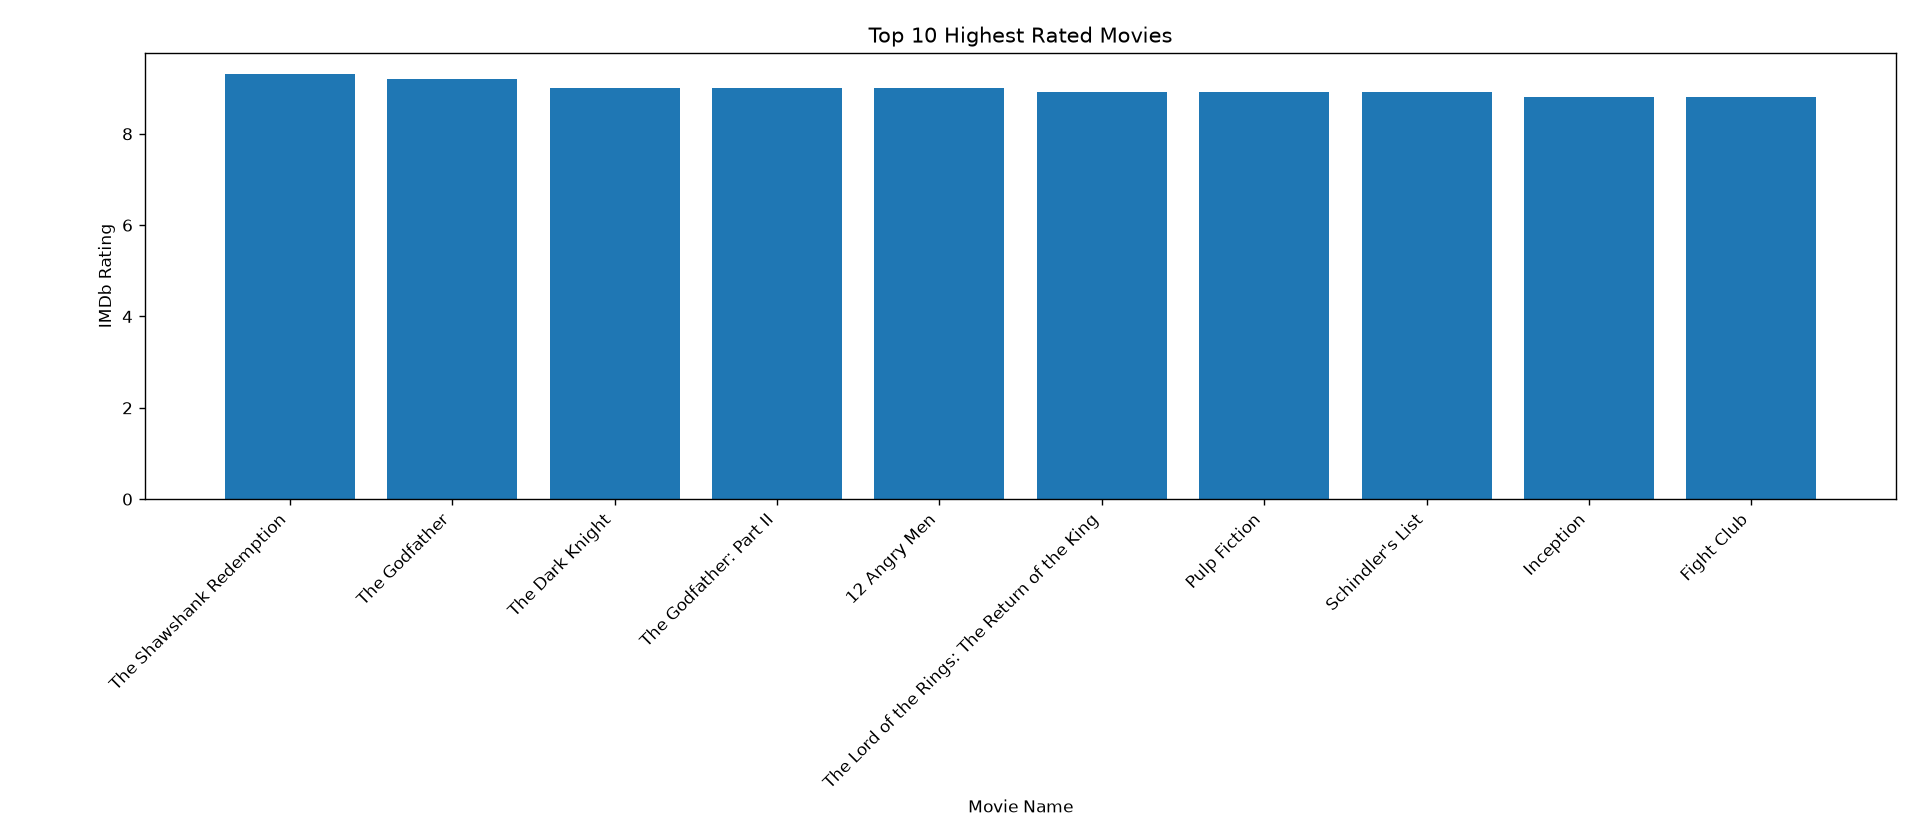 Top 10 Highest Rated Movies
IMDb Rating
8
6
4
2
0
The Shawshank Redemption
The Godfather
The Dark Knight
The Godfather: Part II
12 Angry Men
The Lord of the Rings: The Return of the King
Pulp Fiction
Schindler's List
Inception
Fight Club
Movie Name